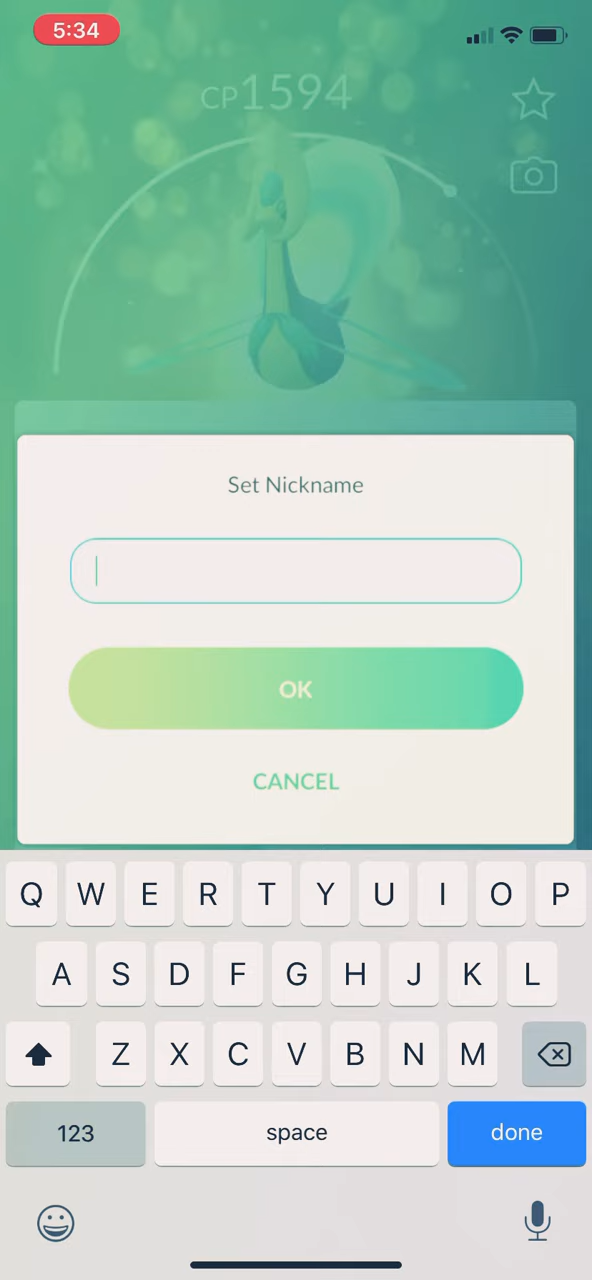 5:34
CP1594
Set Nickname
OK
CANCEL
Q W E R T Y U I O P
A S D F G H J K L
Z X C V B N M
123 space done